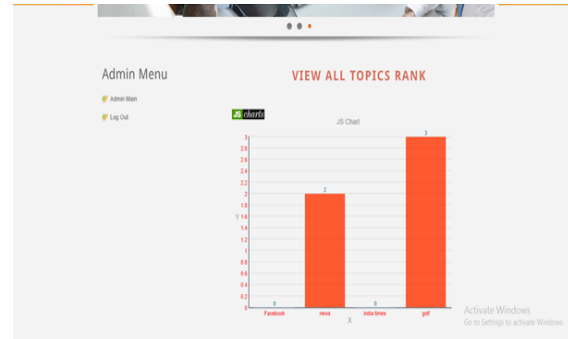 Admin Menu
Admin Main
Log Out
VIEW ALL TOPICS RANK
JS charts
JS Chart
3
2.8
2.6
2.4
2.2
2
1.8
1.6
1.4
1.2
1
0.8
0.6
0.4
0.2
0
Y
0
2
0
3
Facebook
news
india times
golf
X
Activate Windows
Go to Settings to activate Windows.